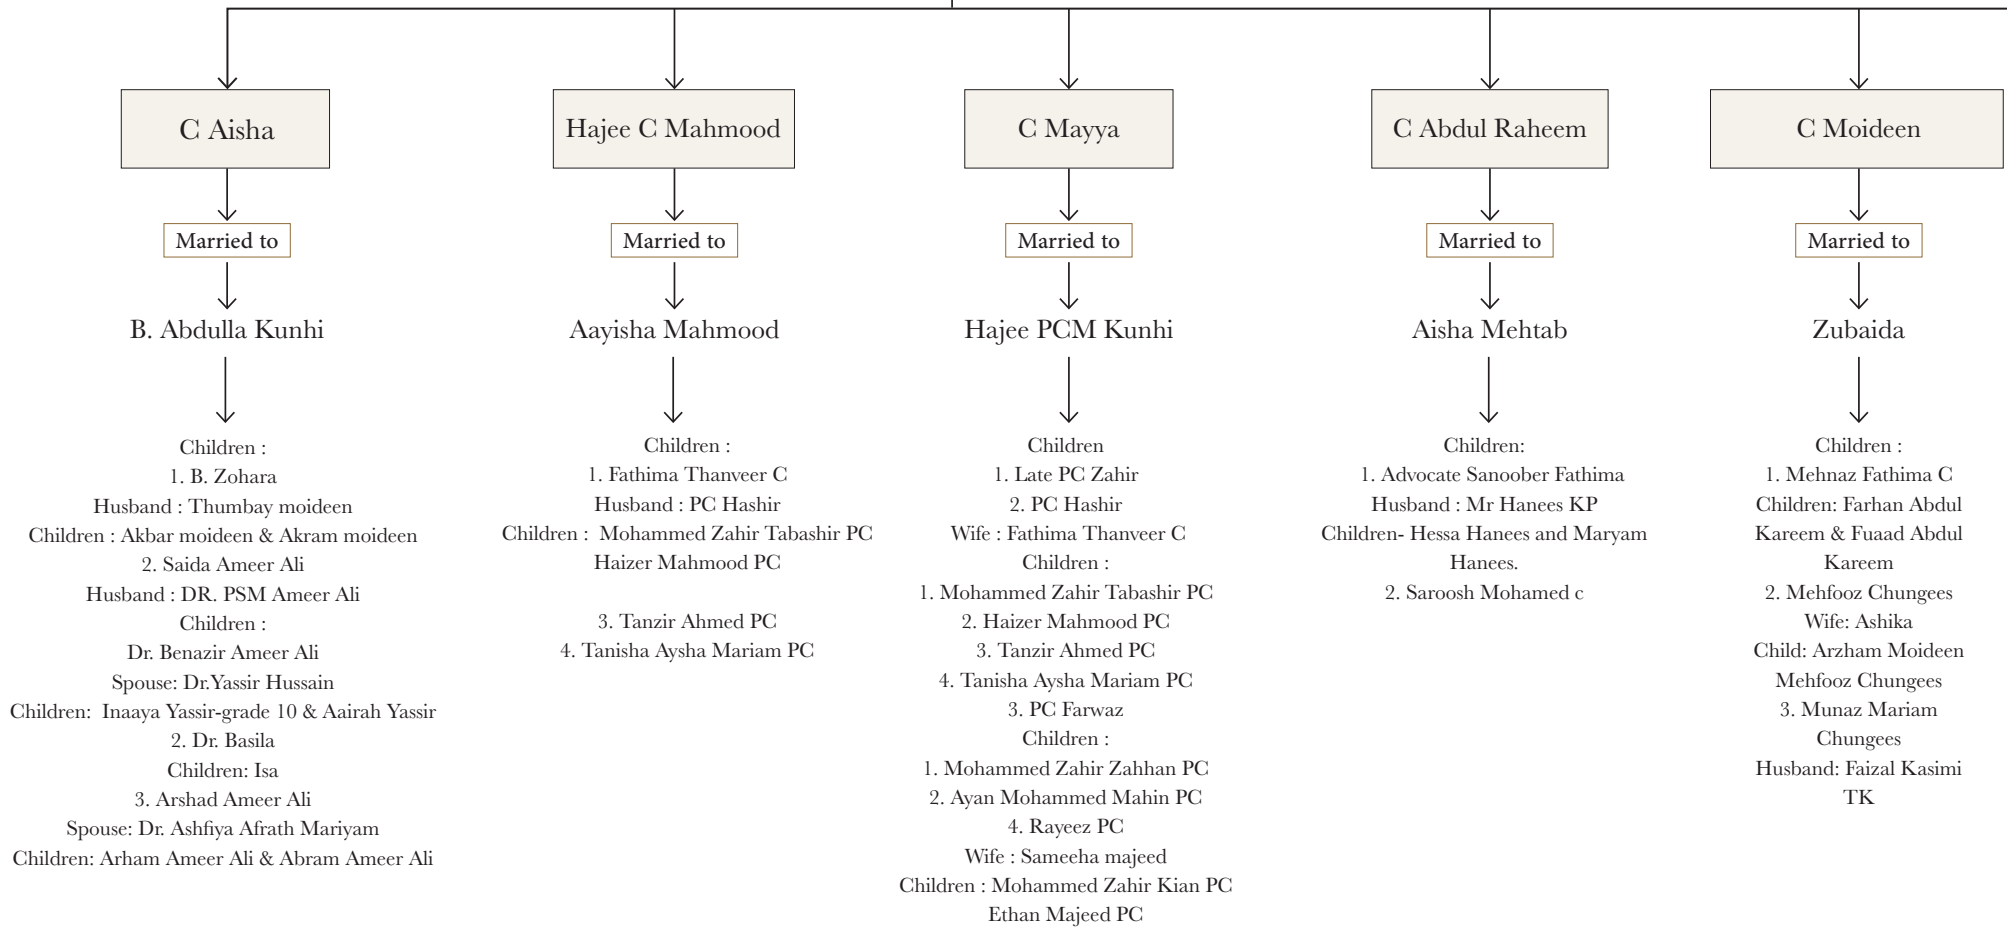 C Aisha
Married to
B. Abdulla Kunhi
Children :
1. B. Zohara
Husband : Thumbay moideen
Children : Akbar moideen & Akram moideen
2. Saida Ameer Ali
Husband : DR. PSM Ameer Ali
Children :
Dr. Benazir Ameer Ali
Spouse: Dr.Yassir Hussain
Children:  Inaaya Yassir-grade 10 & Aairah Yassir
2. Dr. Basila
Children: Isa
3. Arshad Ameer Ali
Spouse: Dr. Ashfiya Afrath Mariyam
Children: Arham Ameer Ali & Abram Ameer Ali
Hajee C Mahmood
Married to
Aayisha Mahmood
Children :
1. Fathima Thanveer C
Husband : PC Hashir
Children :  Mohammed Zahir Tabashir PC
Haizer Mahmood PC
3. Tanzir Ahmed PC
4. Tanisha Aysha Mariam PC
C Mayya
Married to
Hajee PCM Kunhi
Children
1. Late PC Zahir
2. PC Hashir
Wife : Fathima Thanveer C
Children :
1. Mohammed Zahir Tabashir PC
2. Haizer Mahmood PC
3. Tanzir Ahmed PC
4. Tanisha Aysha Mariam PC
3. PC Farwaz
Children :
1. Mohammed Zahir Zahhan PC
2. Ayan Mohammed Mahin PC
4. Rayeez PC
Wife : Sameeha majeed
Children : Mohammed Zahir Kian PC
Ethan Majeed PC
C Abdul Raheem
Married to
Aisha Mehtab
Children:
1. Advocate Sanoober Fathima
Husband : Mr Hanees KP
Children- Hessa Hanees and Maryam
Hanees.
2. Saroosh Mohamed c
C Moideen
Married to
Zubaida
Children :
1. Mehnaz Fathima C
Children: Farhan Abdul
Kareem & Fuaad Abdul
Kareem
2. Mehfooz Chungees
Wife: Ashika
Child: Arzham Moideen
Mehfooz Chungees
3. Munaz Mariam
Chungees
Husband: Faizal Kasimi
TK